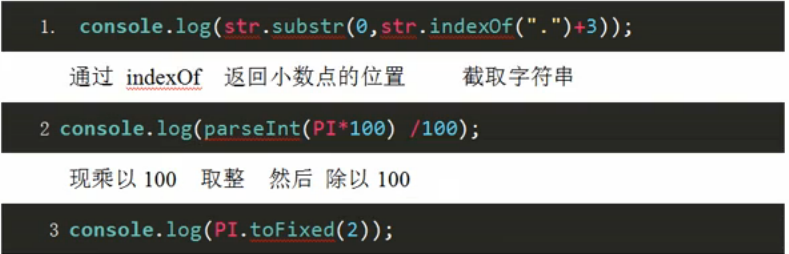 1. console.log(str.substr(0,str.indexOf(".")+3));
通过 indexOf 返回小数点的位置 截取字符串
2 console.log(parseInt(PI*100) /100);
现乘以 100 取整 然后 除以 100
3 console.log(PI.toFixed(2));